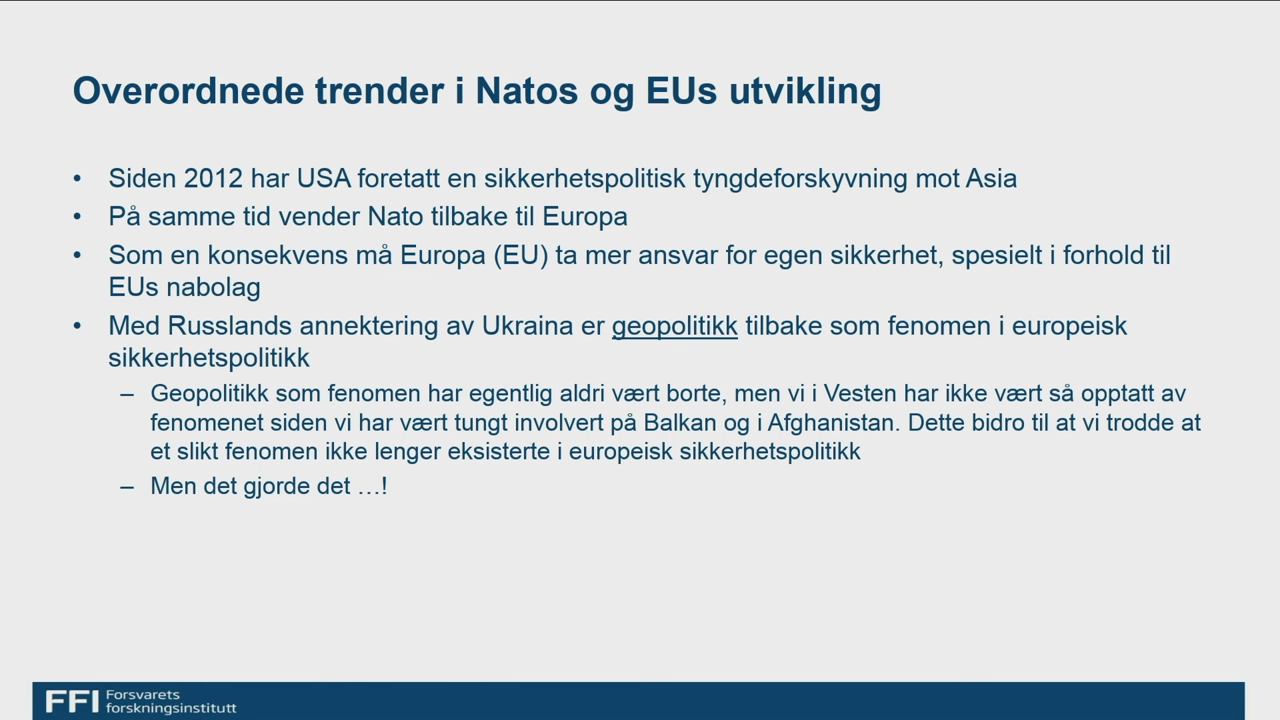 Overordnede trender i Natos og EUs utvikling
• Siden 2012 har USA foretatt en sikkerhetspolitisk tyngdeforskyvning mot Asia
• På samme tid vender Nato tilbake til Europa
• Som en konsekvens må Europa (EU) ta mer ansvar for egen sikkerhet, spesielt i forhold til
EUs nabolag
• Med Russlands annektering av Ukraina er geopolitikk tilbake som fenomen i europeisk
sikkerhetspolitikk
– Geopolitikk som fenomen har egentlig aldri vært borte, men vi i Vesten har ikke vært så opptatt av
fenomenet siden vi har vært tungt involvert på Balkan og i Afghanistan. Dette bidro til at vi trodde at
et slikt fenomen ikke lenger eksisterte i europeisk sikkerhetspolitikk
– Men det gjorde det …!
FFI Forsvarets
forskningsinstitutt